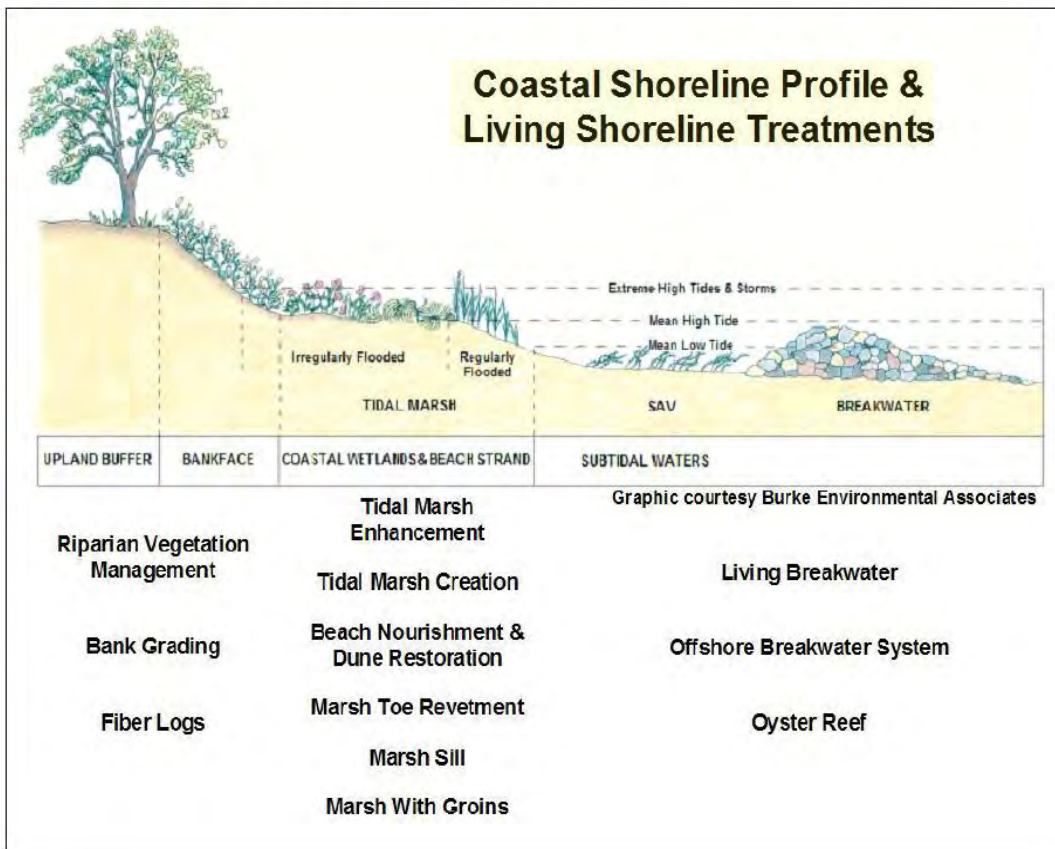 Coastal Shoreline Profile &
Living Shoreline Treatments
Extreme High Tides & Storms
Mean High Tide
Mean Low Tide
Irregularly Flooded
Regularly
Flooded
TIDAL MARSH
SAV
BREAKWATER
UPLAND BUFFER
BANKFACE
COASTAL WETLANDS & BEACH STRAND
SUBTIDAL WATERS
Graphic courtesy Burke Environmental Associates
Riparian Vegetation
Management
Bank Grading
Fiber Logs
Tidal Marsh
Enhancement
Tidal Marsh Creation
Beach Nourishment &
Dune Restoration
Marsh Toe Revetment
Marsh Sill
Marsh With Groins
Living Breakwater
Offshore Breakwater System
Oyster Reef